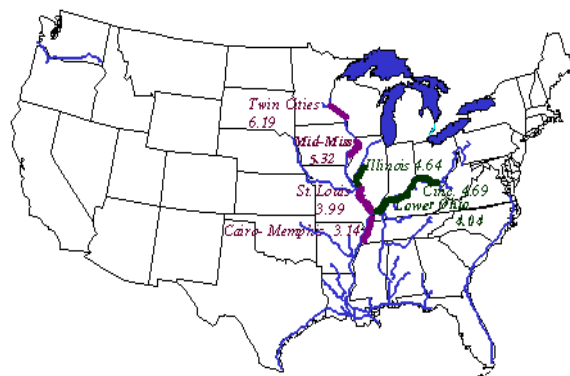 Twin Cities
6.19
Mid-Miss
5.32
Illinois 4.64
Cinc. 4.69
St. Louis
3.99
Lower Ohio
4.04
Cairo- Memphis 3.14